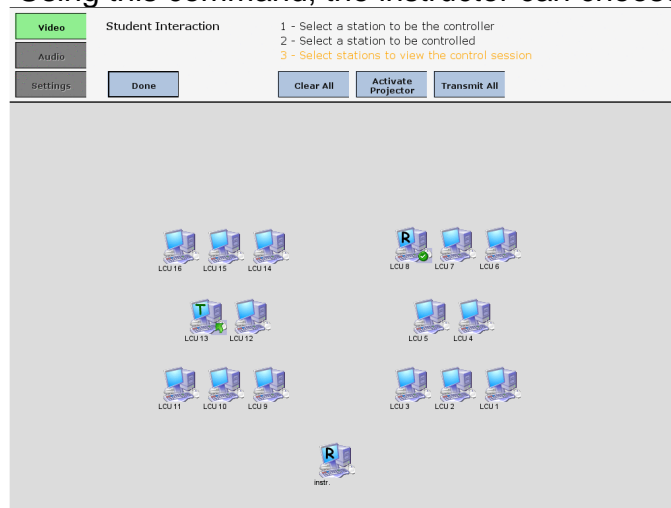 Using this command, the instructor can choose
Video
Student Interaction
1 - Select a station to be the controller
2 - Select a station to be controlled
Audio
3 - Select stations to view the control session
Settings
Done
Clear All
Activate
Projector
Transmit All
R
LCU 16 LCU 15 LCU 14
LCU 8 LCU 7 LCU 6
T
LCU 13 LCU 12
LCU 5 LCU 4
LCU 11 LCU 10 LCU 9
LCU 3 LCU 2 LCU 1
R
instr.